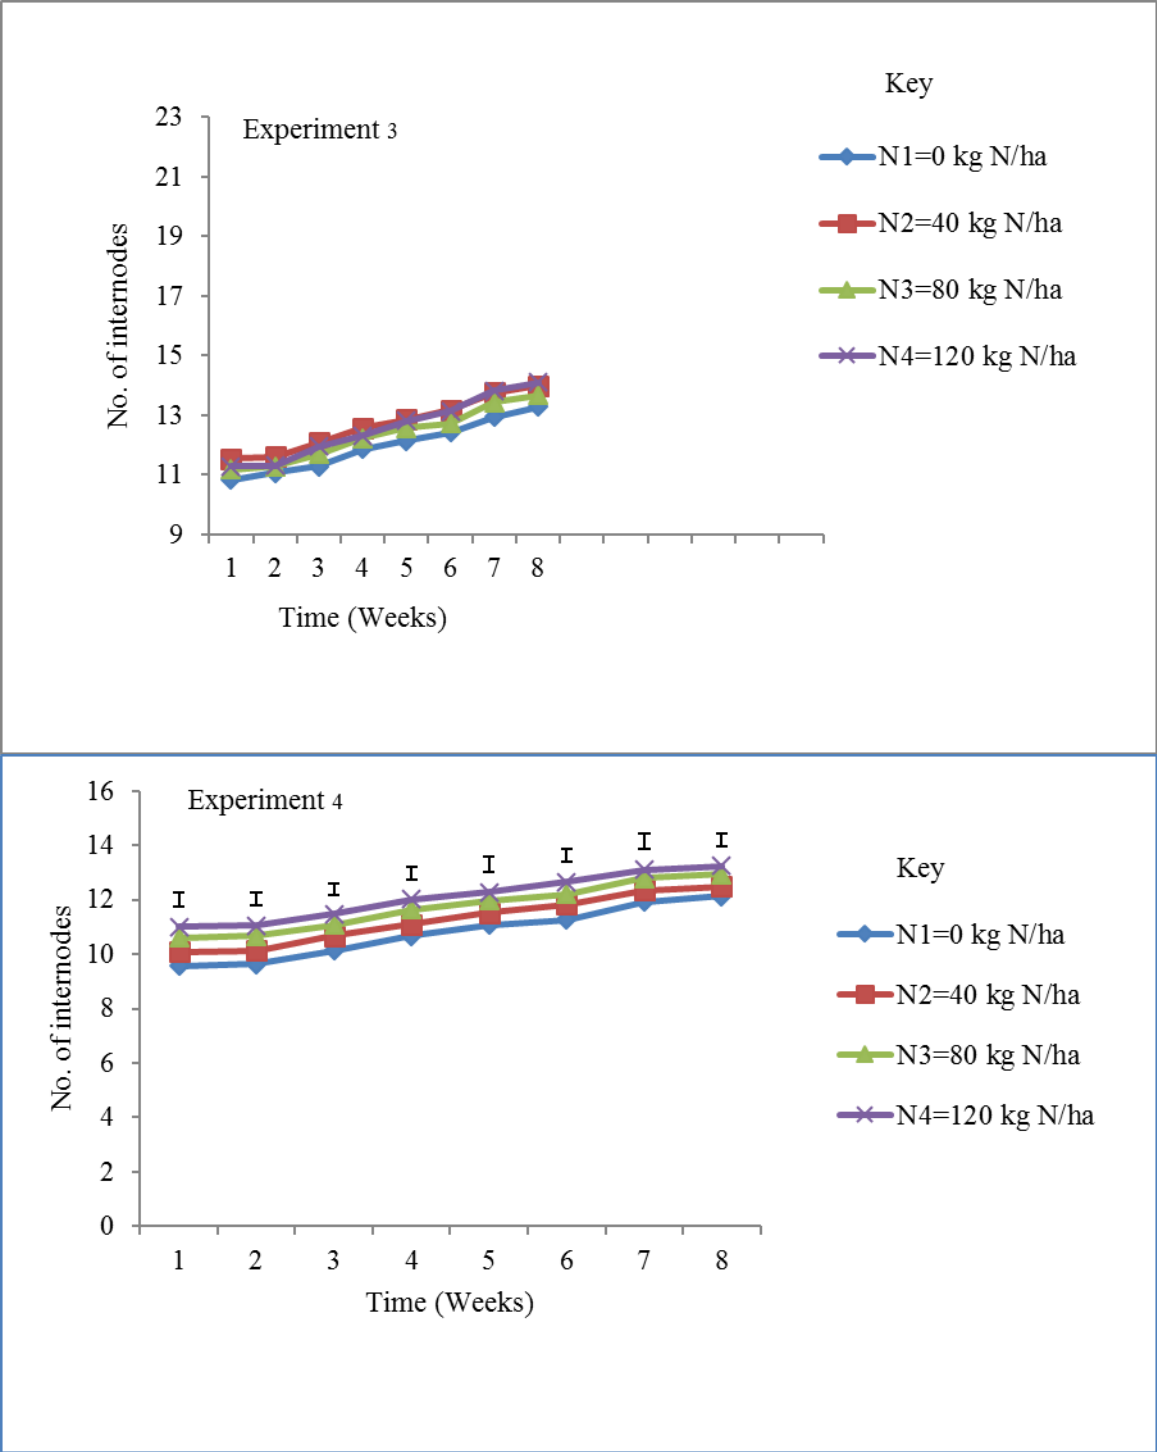 Key
23
Experiment 3
21
19
17
15
13
11
9
No. of internodes
1 2 3 4 5 6 7 8
Time (Weeks)
N1=0 kg N/ha
N2=40 kg N/ha
N3=80 kg N/ha
N4=120 kg N/ha
16
Experiment 4
14
12
10
8
6
4
2
0
No. of internodes
1 2 3 4 5 6 7 8
Time (Weeks)
Key
N1=0 kg N/ha
N2=40 kg N/ha
N3=80 kg N/ha
N4=120 kg N/ha